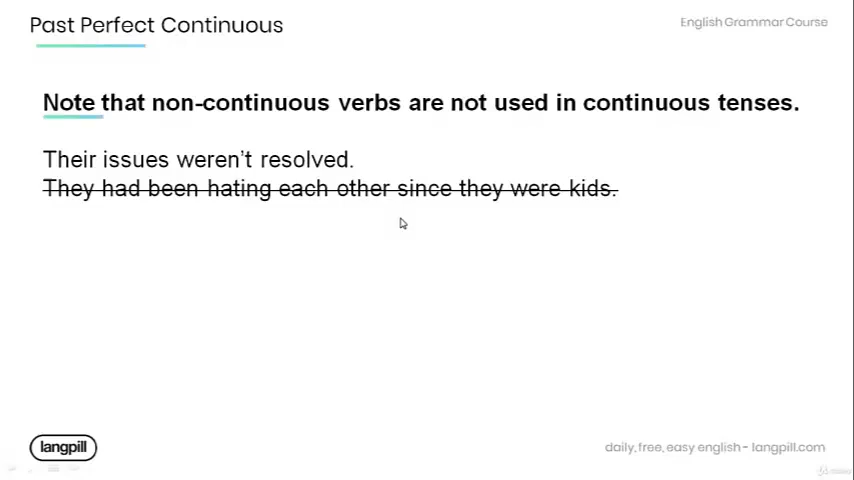 Past Perfect Continuous
English Grammar Course
Note that non-continuous verbs are not used in continuous tenses.
Their issues weren't resolved.
They had been hating each other since they were kids.
langpill
daily, free, easy english - langpill.com
Udemy